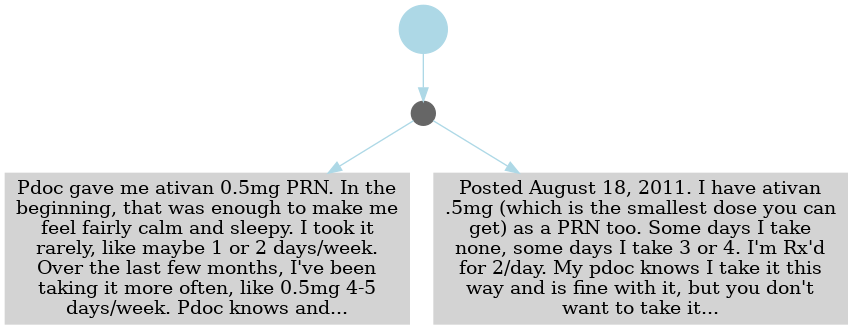 Pdoc gave me ativan 0.5mg PRN. In the
beginning, that was enough to make me
feel fairly calm and sleepy. I took it
rarely, like maybe 1 or 2 days/week.
Over the last few months, I've been
taking it more often, like 0.5mg 4-5
days/week. Pdoc knows and...
Posted August 18, 2011. I have ativan
.5mg (which is the smallest dose you can
get) as a PRN too. Some days I take
none, some days I take 3 or 4. I'm Rx'd
for 2/day. My pdoc knows I take it this
way and is fine with it, but you don't
want to take it...